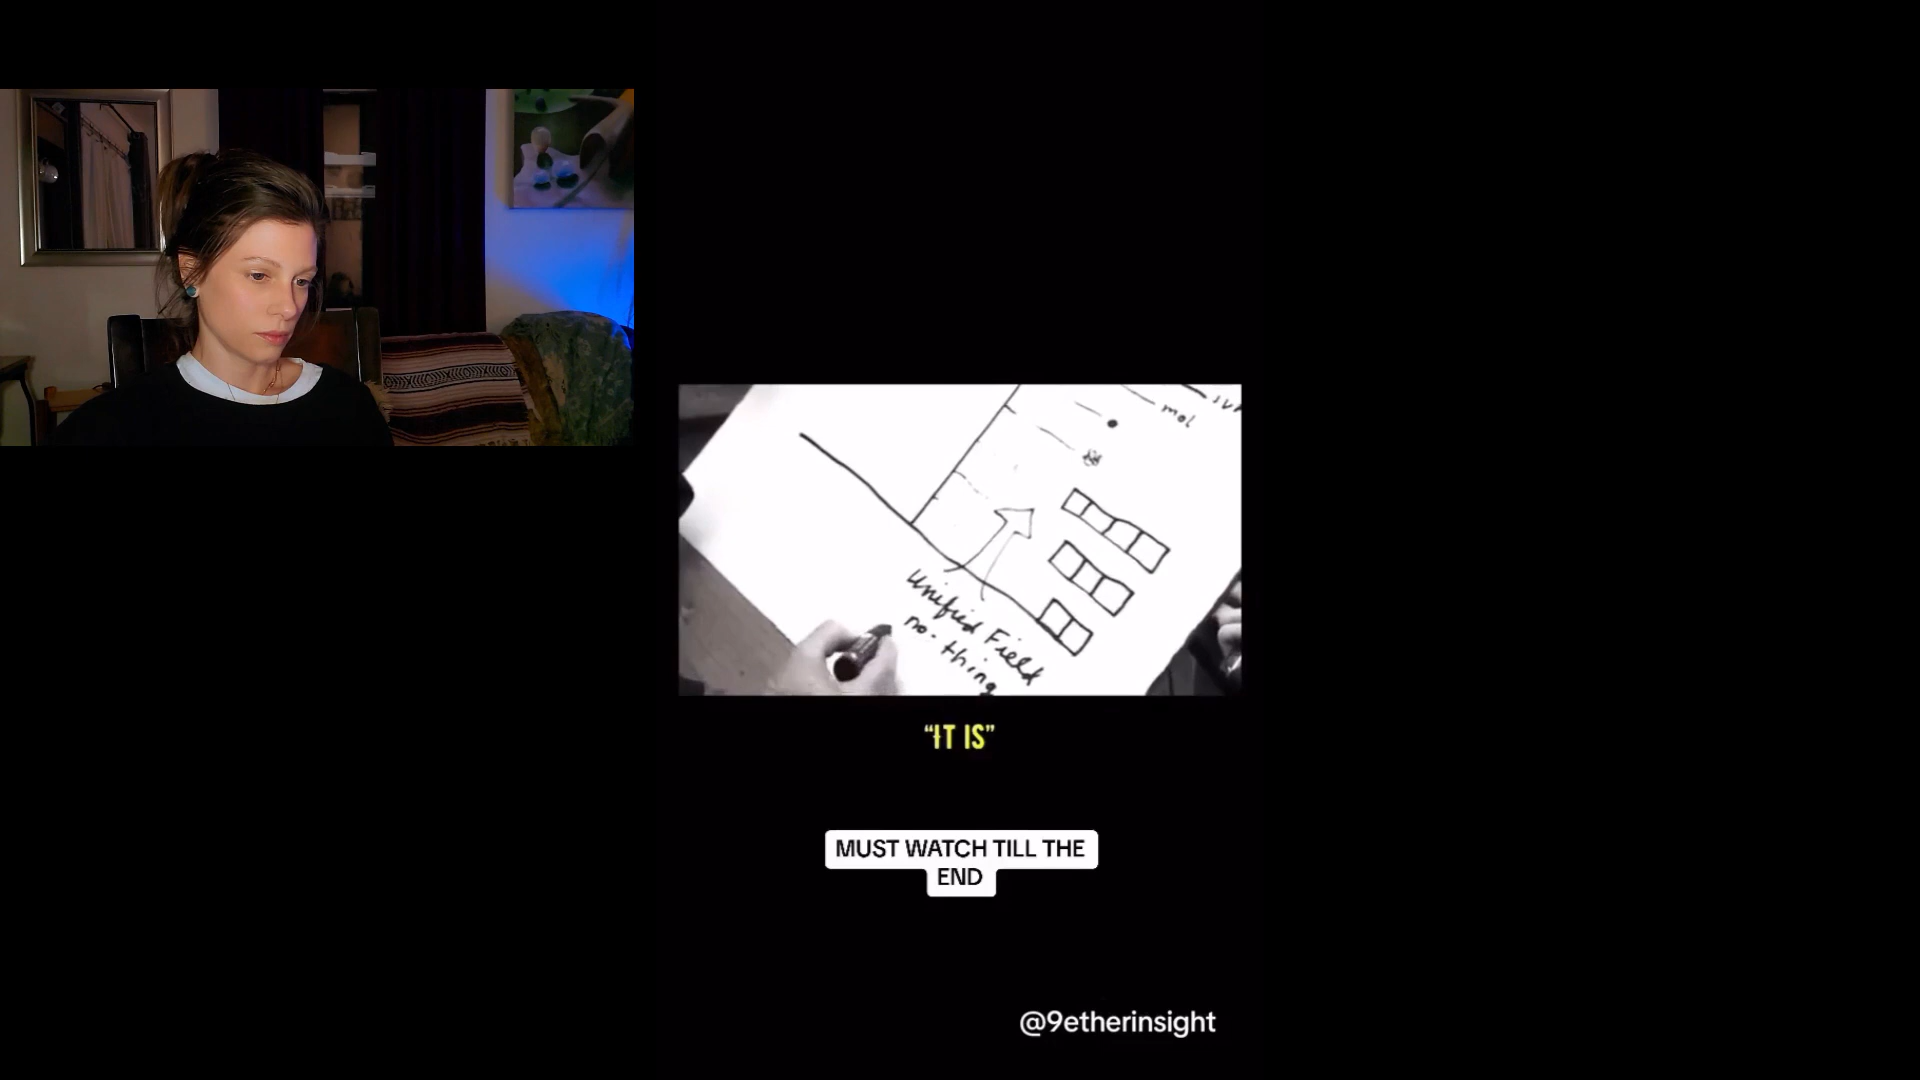 mol
Unified Field
no-thing
“IT IS”
MUST WATCH TILL THE
END
@9etherinsight